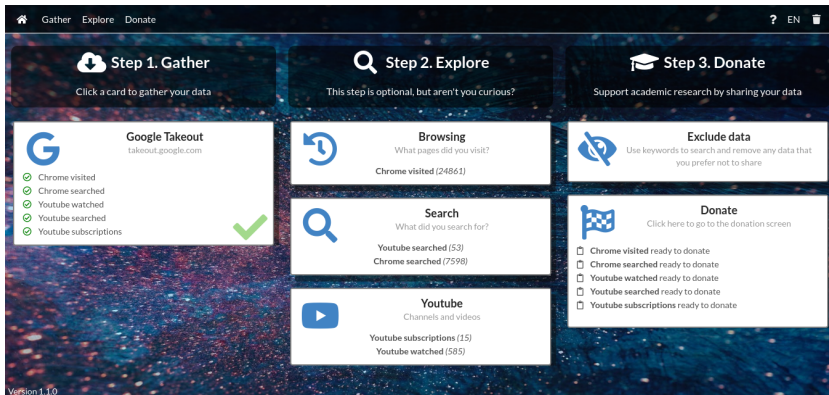 Gather Explore Donate
? EN
Step 1. Gather
Click a card to gather your data
Google Takeout
takeout.google.com
Chrome visited
Chrome searched
Youtube watched
Youtube searched
Youtube subscriptions
Step 2. Explore
This step is optional, but aren't you curious?
Browsing
What pages did you visit?
Chrome visited (24861)
Search
What did you search for?
Youtube searched (53)
Chrome searched (7598)
Youtube
Channels and videos
Youtube subscriptions (15)
Youtube watched (585)
Step 3. Donate
Support academic research by sharing your data
Exclude data
Use keywords to search and remove any data that
you prefer not to share
Donate
Click here to go to the donation screen
Chrome visited ready to donate
Chrome searched ready to donate
Youtube watched ready to donate
Youtube searched ready to donate
Youtube subscriptions ready to donate
Version 1.1.0